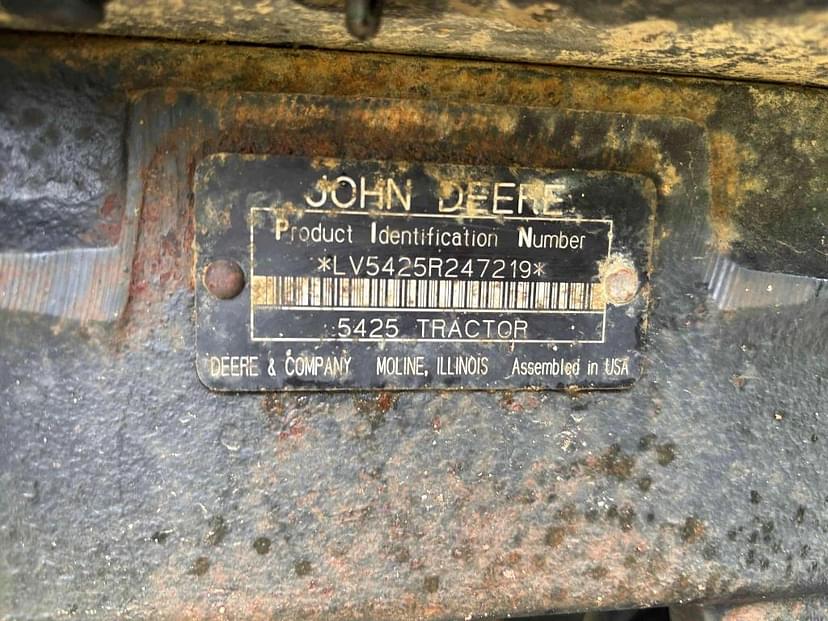 JOHN DEERE
Product Identification Number
*LV5425R247219*
5425 TRACTOR
DEERE & COMPANY MOLINE, ILLINOIS Assembled in USA